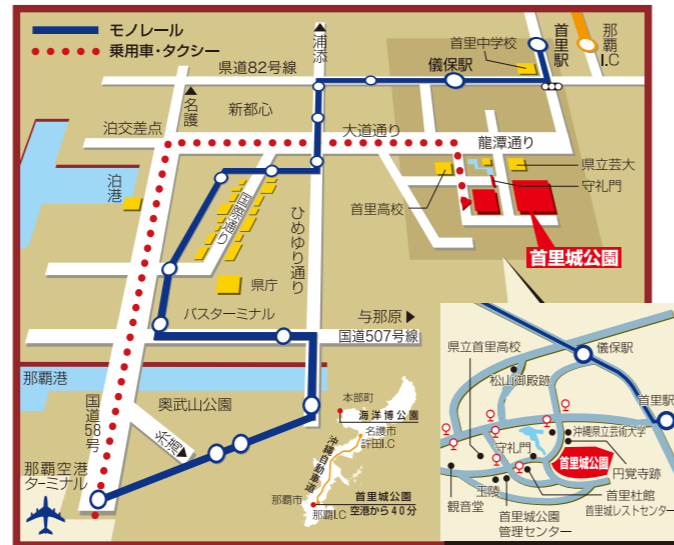 モノレール
乗用車・タクシー
▲浦添
首里中学校
首里駅
那覇I.C
県道82号線
儀保駅
▲名護
新都心
泊交差点
大道通り
龍潭通り
県立芸大
守礼門
泊港
国際通り
首里高校
ひめゆり通り
首里城公園
県庁
バスターミナル
与那原▶
国道507号線
那覇港
国道58号
奥武山公園
糸満▶
那覇空港
ターミナル
本部町
海洋博公園
名護市
許田I.C
沖縄自動車道
那覇市
那覇I.C
首里城公園
空港から40分
県立首里高校
儀保駅
松山御殿跡
首里駅
沖縄県立芸術大学
守礼門
首里城公園
円覚寺跡
観音堂
玉陵
首里杜館
首里城レストセンター
首里城公園
管理センター